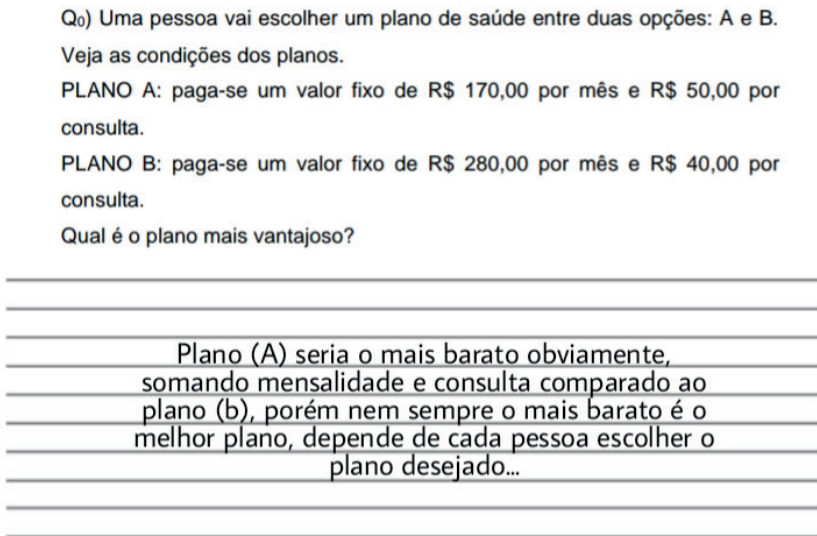 Q₀) Uma pessoa vai escolher um plano de saúde entre duas opções: A e B.
Veja as condições dos planos.
PLANO A: paga-se um valor fixo de R$ 170,00 por mês e R$ 50,00 por
consulta.
PLANO B: paga-se um valor fixo de R$ 280,00 por mês e R$ 40,00 por
consulta.
Qual é o plano mais vantajoso?
Plano (A) seria o mais barato obviamente,
somando mensalidade e consulta comparado ao
plano (b), porém nem sempre o mais barato é o
melhor plano, depende de cada pessoa escolher o
plano desejado...